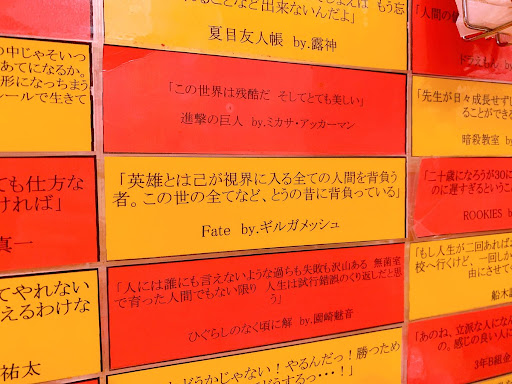 の中じゃそいつ
あてになるか。
形になっちまう
ールで生きて
ても仕方な
ければ」
真一
てやれない
えるわけな
祐太
ることなど出来ないんだよ」
夏目友人帳 by.露神
「この世界は残酷だ そしてとても美しい」
進撃の巨人 by.ミカサ・アッカーマン
「英雄とは己が視界に入る全ての人間を背負う
者。この世の全てなど、とうの昔に背負っている」
Fate by.ギルガメッシュ
「人には誰にも言えないような過ちも失敗も沢山ある 無菌室
で育った人間でもない限り 人生は試行錯誤のくり返しだと思
う」
ひぐらしのなく頃に解 by.園崎魅音
どうかじゃない！やるんだっ！勝つため
「人間の
「先生が日々成長せず
ることができ
暗殺教室 by
「二十歳になろうが30に
のに遅すぎるというこ
ROOKIES b
「もし人生が二回あれば
校へ行くけど、一回しか
由にさせて
船木
「あのね、立派な人にな
の。感じの良い人に
3年B組金